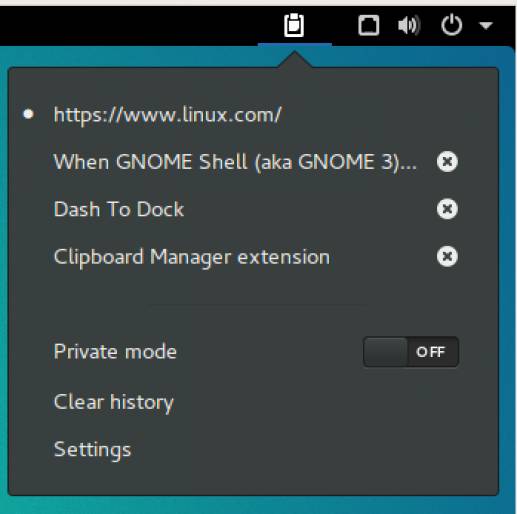 https://www.linux.com/
When GNOME Shell (aka GNOME 3)...
Dash To Dock
Clipboard Manager extension
Private mode OFF
Clear history
Settings